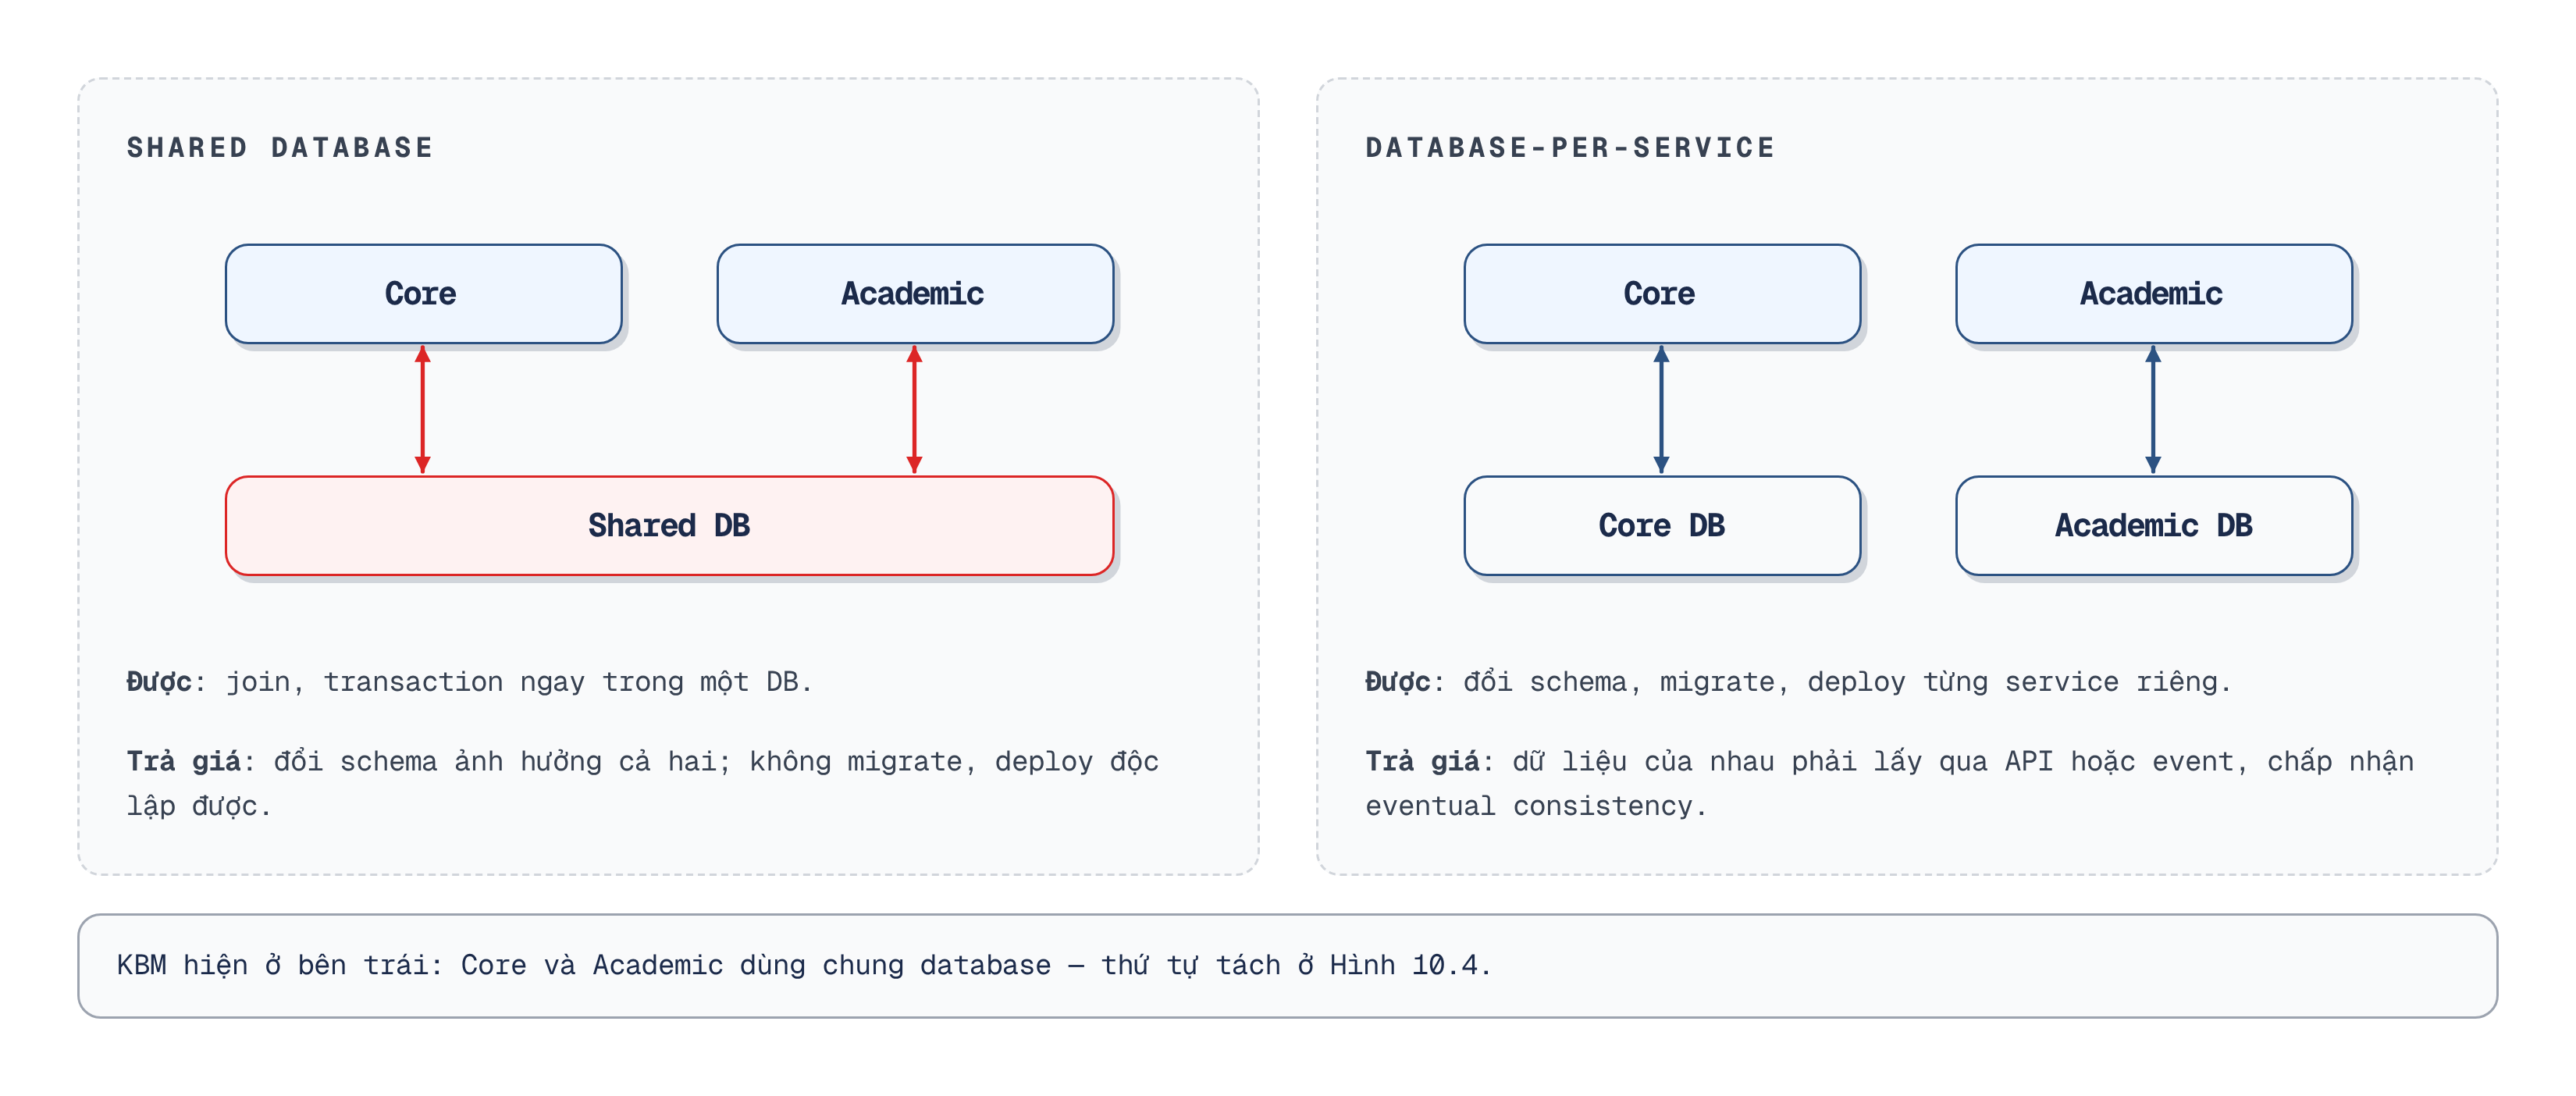 SHARED DATABASE
Core
Academic
Shared DB
Được: join, transaction ngay trong một DB.
Trả giá: đổi schema ảnh hưởng cả hai; không migrate, deploy độc
lập được.
DATABASE-PER-SERVICE
Core
Academic
Core DB
Academic DB
Được: đổi schema, migrate, deploy từng service riêng.
Trả giá: dữ liệu của nhau phải lấy qua API hoặc event, chấp nhận
eventual consistency.
KBM hiện ở bên trái: Core và Academic dùng chung database — thứ tự tách ở Hình 10.4.